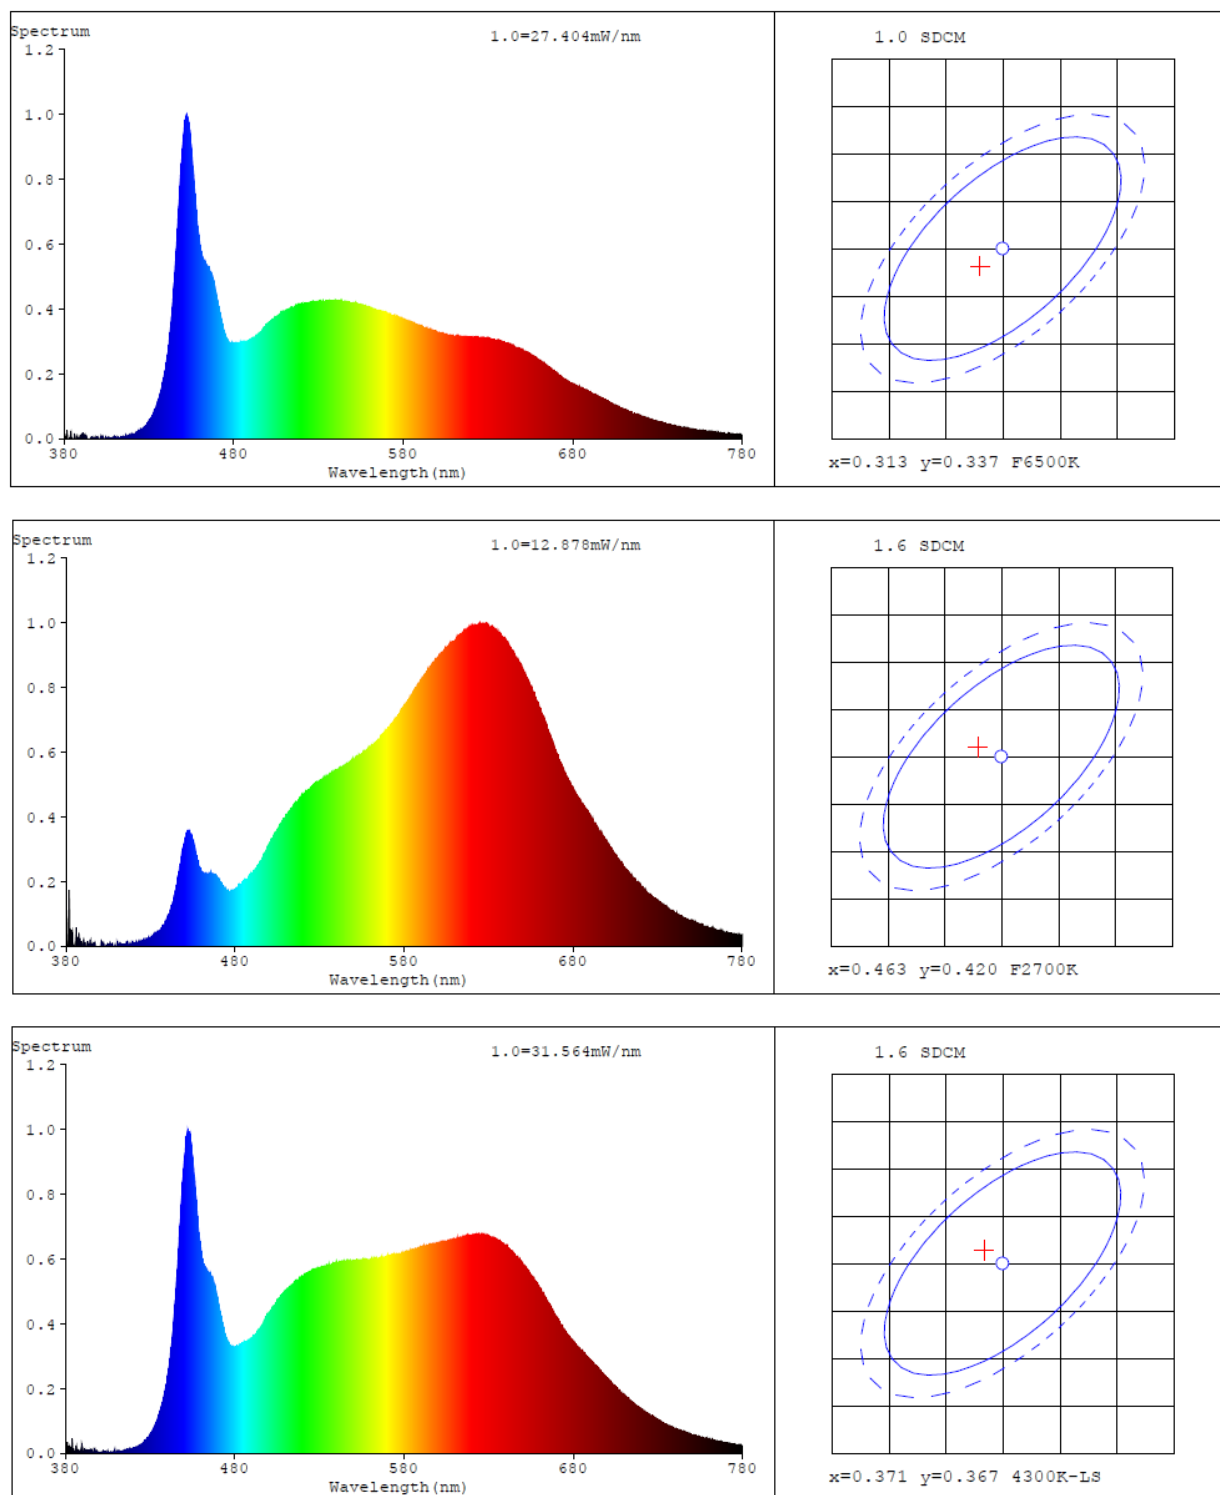 Spectrum
1.0=27.404mW/nm
1.0 SDCM
1.2
1.0
0.8
0.6
0.4
0.2
0.0
380 480 580 680 780
Wavelength(nm)
x=0.313 y=0.337 F6500K
Spectrum
1.0=12.878mW/nm
1.6 SDCM
1.2
1.0
0.8
0.6
0.4
0.2
0.0
380 480 580 680 780
Wavelength(nm)
x=0.463 y=0.420 F2700K
Spectrum
1.0=31.564mW/nm
1.6 SDCM
1.2
1.0
0.8
0.6
0.4
0.2
0.0
380 480 580 680 780
Wavelength(nm)
x=0.371 y=0.367 4300K-LS